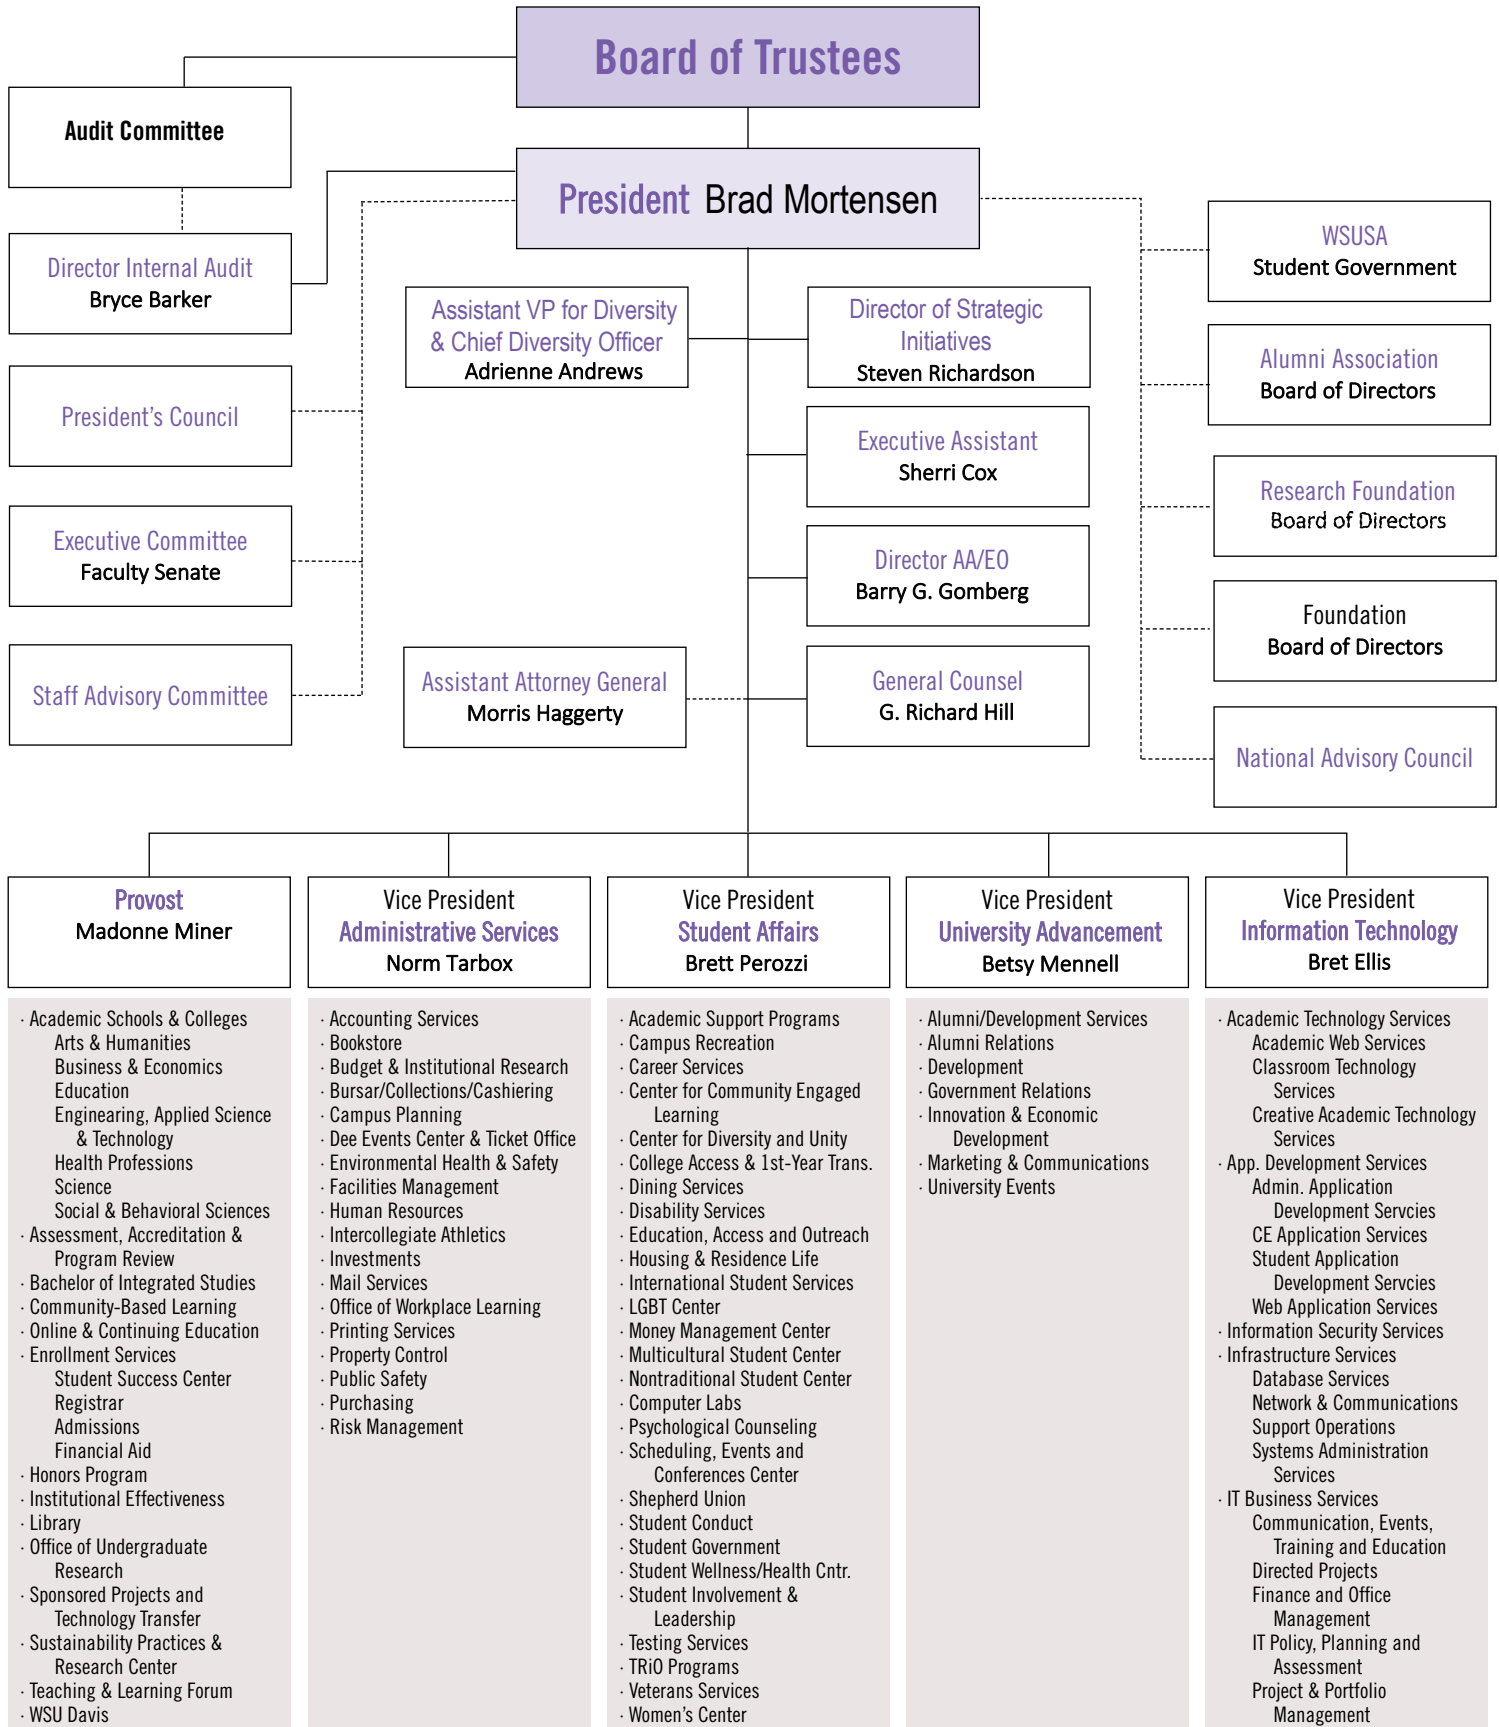 Board of Trustees
Audit Committee
President Brad Mortensen
Director Internal Audit
Bryce Barker
President's Council
Executive Committee
Faculty Senate
Staff Advisory Committee
Assistant VP for Diversity
& Chief Diversity Officer
Adrienne Andrews
Director of Strategic
Initiatives
Steven Richardson
Executive Assistant
Sherri Cox
Director AA/EO
Barry G. Gomberg
Assistant Attorney General
Morris Haggerty
General Counsel
G. Richard Hill
WSUSA
Student Government
Alumni Association
Board of Directors
Research Foundation
Board of Directors
Foundation
Board of Directors
National Advisory Council
Provost
Madonne Miner
· Academic Schools & Colleges
Arts & Humanities
Business & Economics
Education
Engineering, Applied Science
& Technology
Health Professions
Science
Social & Behavioral Sciences
· Assessment, Accreditation &
Program Review
· Bachelor of Integrated Studies
· Community-Based Learning
· Online & Continuing Education
· Enrollment Services
Student Success Center
Registrar
Admissions
Financial Aid
· Honors Program
· Institutional Effectiveness
· Library
· Office of Undergraduate
Research
· Sponsored Projects and
Technology Transfer
· Sustainability Practices &
Research Center
· Teaching & Learning Forum
· WSU Davis
Vice President
Administrative Services
Norm Tarbox
· Accounting Services
· Bookstore
· Budget & Institutional Research
· Bursar/Collections/Cashiering
· Campus Planning
· Dee Events Center & Ticket Office
· Environmental Health & Safety
· Facilities Management
· Human Resources
· Intercollegiate Athletics
· Investments
· Mail Services
· Office of Workplace Learning
· Printing Services
· Property Control
· Public Safety
· Purchasing
· Risk Management
Vice President
Student Affairs
Brett Perozzi
· Academic Support Programs
· Campus Recreation
· Career Services
· Center for Community Engaged
Learning
· Center for Diversity and Unity
· College Access & 1st-Year Trans.
· Dining Services
· Disability Services
· Education, Access and Outreach
· Housing & Residence Life
· International Student Services
· LGBT Center
· Money Management Center
· Multicultural Student Center
· Nontraditional Student Center
· Computer Labs
· Psychological Counseling
· Scheduling, Events and
Conferences Center
· Shepherd Union
· Student Conduct
· Student Government
· Student Wellness/Health Cntr.
· Student Involvement &
Leadership
· Testing Services
· TRiO Programs
· Veterans Services
· Women's Center
Vice President
University Advancement
Betsy Mennell
· Alumni/Development Services
· Alumni Relations
· Development
· Government Relations
· Innovation & Economic
Development
· Marketing & Communications
· University Events
Vice President
Information Technology
Bret Ellis
· Academic Technology Services
Academic Web Services
Classroom Technology
Services
Creative Academic Technology
Services
· App. Development Services
Admin. Application
Development Servcies
CE Application Services
Student Application
Development Servcies
Web Application Services
· Information Security Services
· Infrastructure Services
Database Services
Network & Communications
Support Operations
Systems Administration
Services
· IT Business Services
Communication, Events,
Training and Education
Directed Projects
Finance and Office
Management
IT Policy, Planning and
Assessment
Project & Portfolio
Management